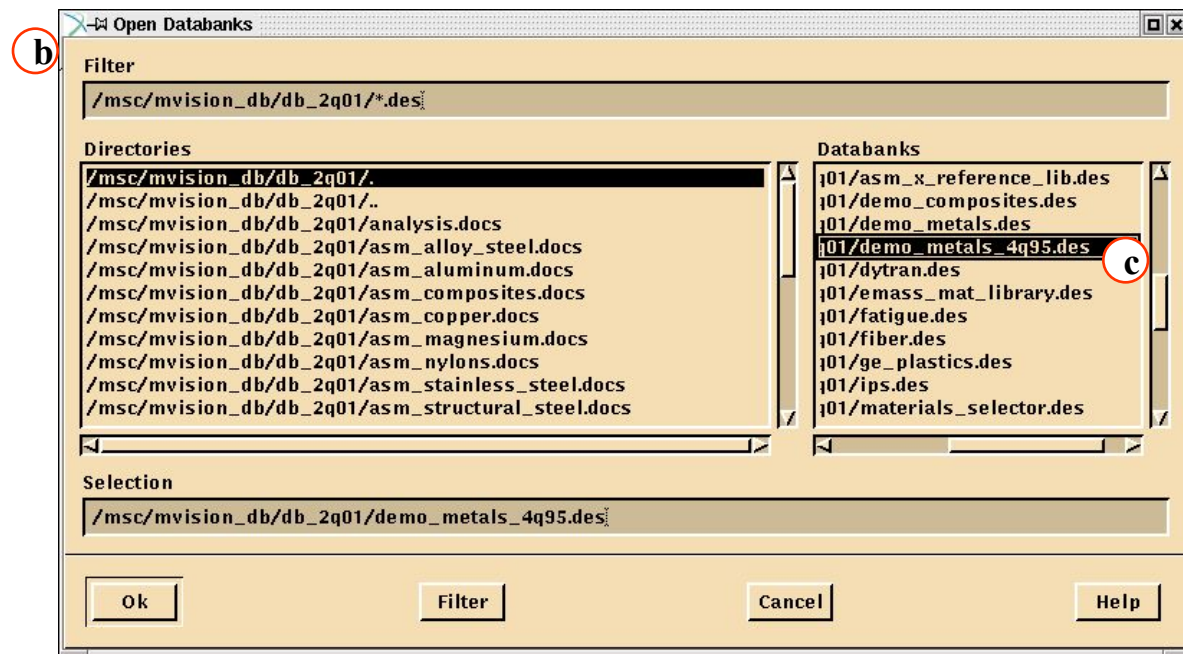 Open Databanks
b
Filter
/msc/mvision_db/db_2q01/*.des
Directories
/msc/mvision_db/db_2q01/.
/msc/mvision_db/db_2q01/..
/msc/mvision_db/db_2q01/analysis.docs
/msc/mvision_db/db_2q01/asm_alloy_steel.docs
/msc/mvision_db/db_2q01/asm_aluminum.docs
/msc/mvision_db/db_2q01/asm_composites.docs
/msc/mvision_db/db_2q01/asm_copper.docs
/msc/mvision_db/db_2q01/asm_magnesium.docs
/msc/mvision_db/db_2q01/asm_nylons.docs
/msc/mvision_db/db_2q01/asm_stainless_steel.docs
/msc/mvision_db/db_2q01/asm_structural_steel.docs
Databanks
q01/asm_x_reference_lib.des
q01/demo_composites.des
q01/demo_metals.des
q01/demo_metals_4q95.des
c
q01/dytran.des
q01/emass_mat_library.des
q01/fatigue.des
q01/fiber.des
q01/ge_plastics.des
q01/ips.des
q01/materials_selector.des
Selection
/msc/mvision_db/db_2q01/demo_metals_4q95.des
Ok
Filter
Cancel
Help